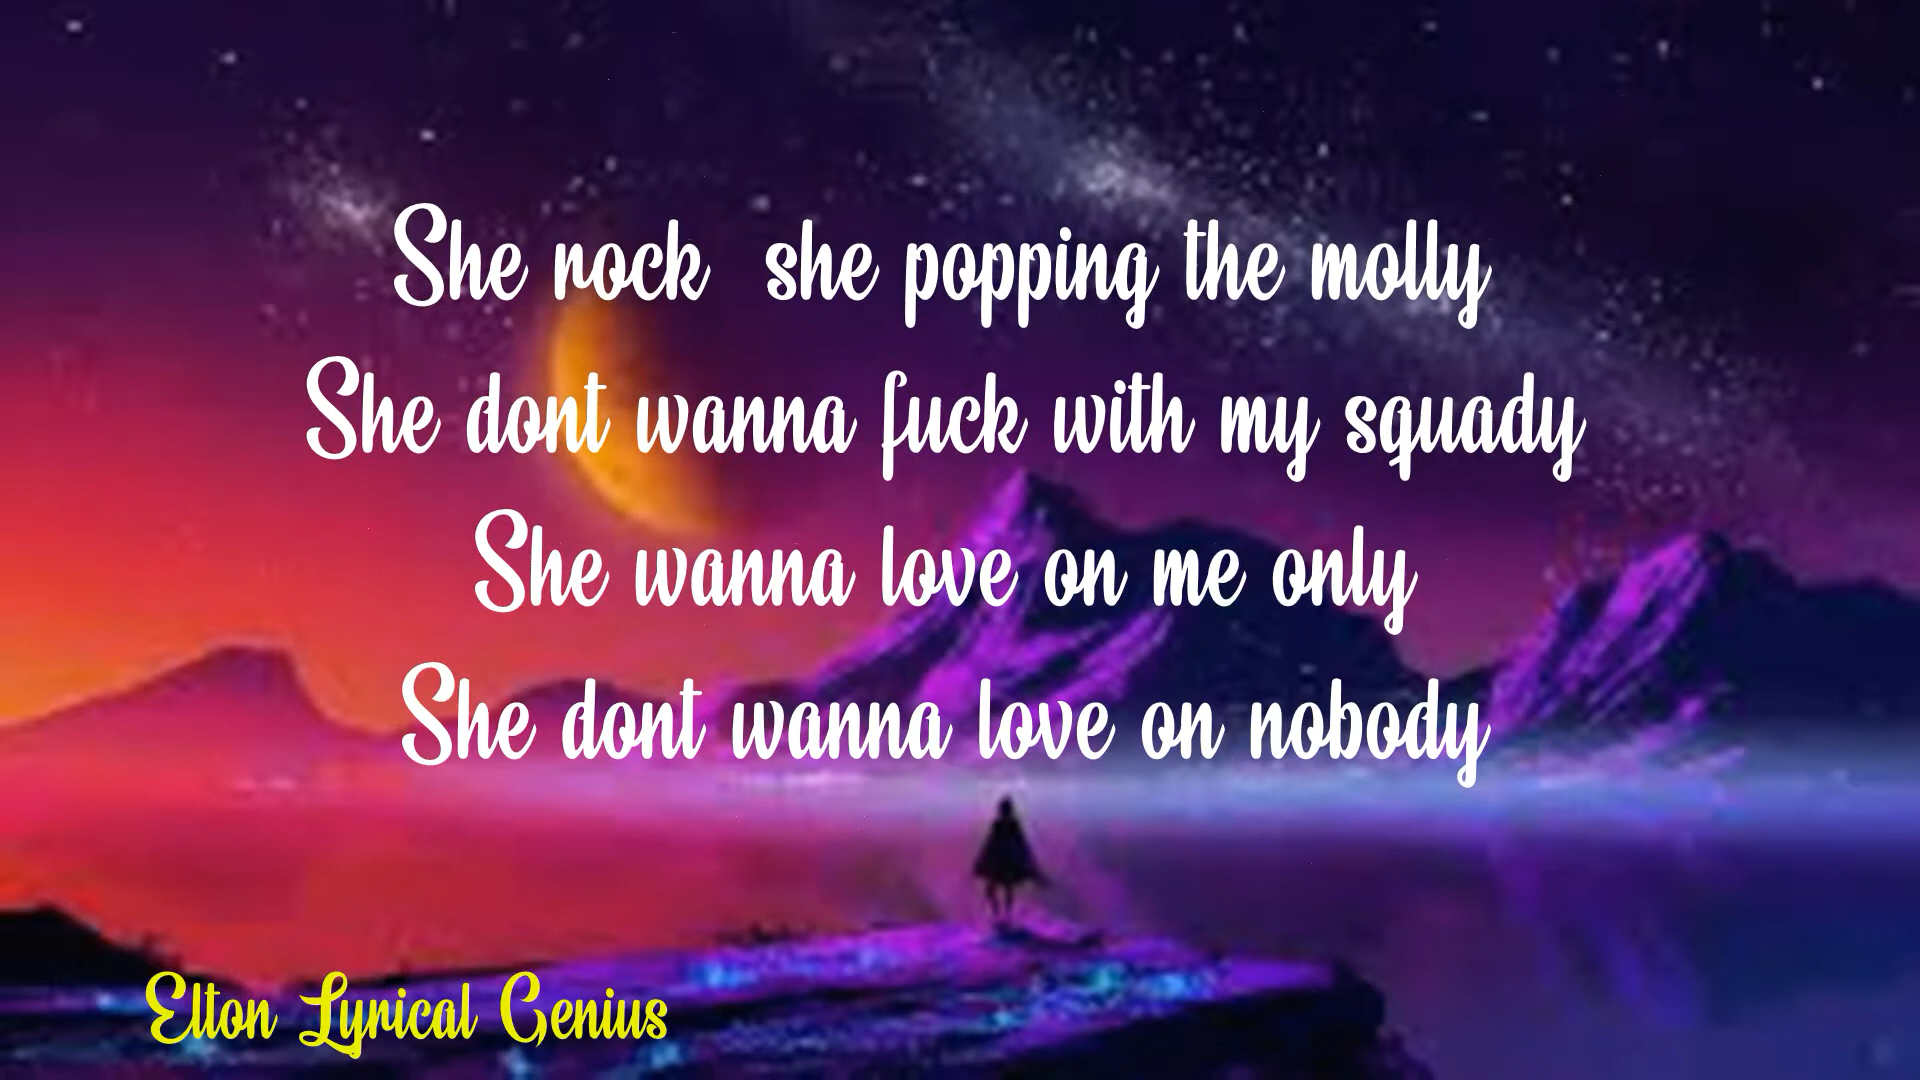 She rock she popping the molly
She dont wanna fuck with my squady
She wanna love on me only
She dont wanna love on nobody
Elton Lyrical Genius